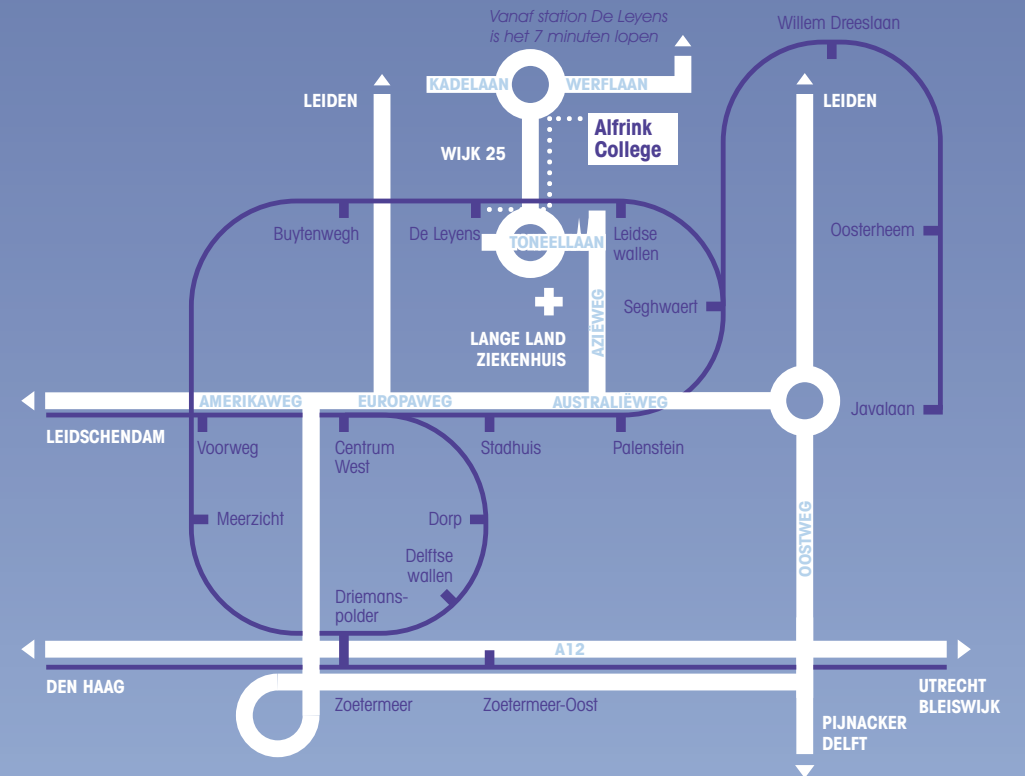 Vanaf station De Leyens
is het 7 minuten lopen
Willem Dreeslaan
KADELAAN
WERFLAAN
LEIDEN
LEIDEN
Alfrink
College
WIJK 25
Buytenwegh
De Leyens
TONEELLAAN
Leidse
wallen
Oosterheem
Seghwaert
AZIËWEG
LANGE LAND
ZIEKENHUIS
AMERIKAWEG
EUROPAWEG
AUSTRALIËWEG
Javalaan
LEIDSCHENDAM
Voorweg
Centrum
West
Stadhuis
Palenstein
Meerzicht
Dorp
OOSTWEG
Delftse
wallen
Driemans-
polder
A12
DEN HAAG
UTRECHT
BLEISWIJK
Zoetermeer
Zoetermeer-Oost
PIJNACKER
DELFT